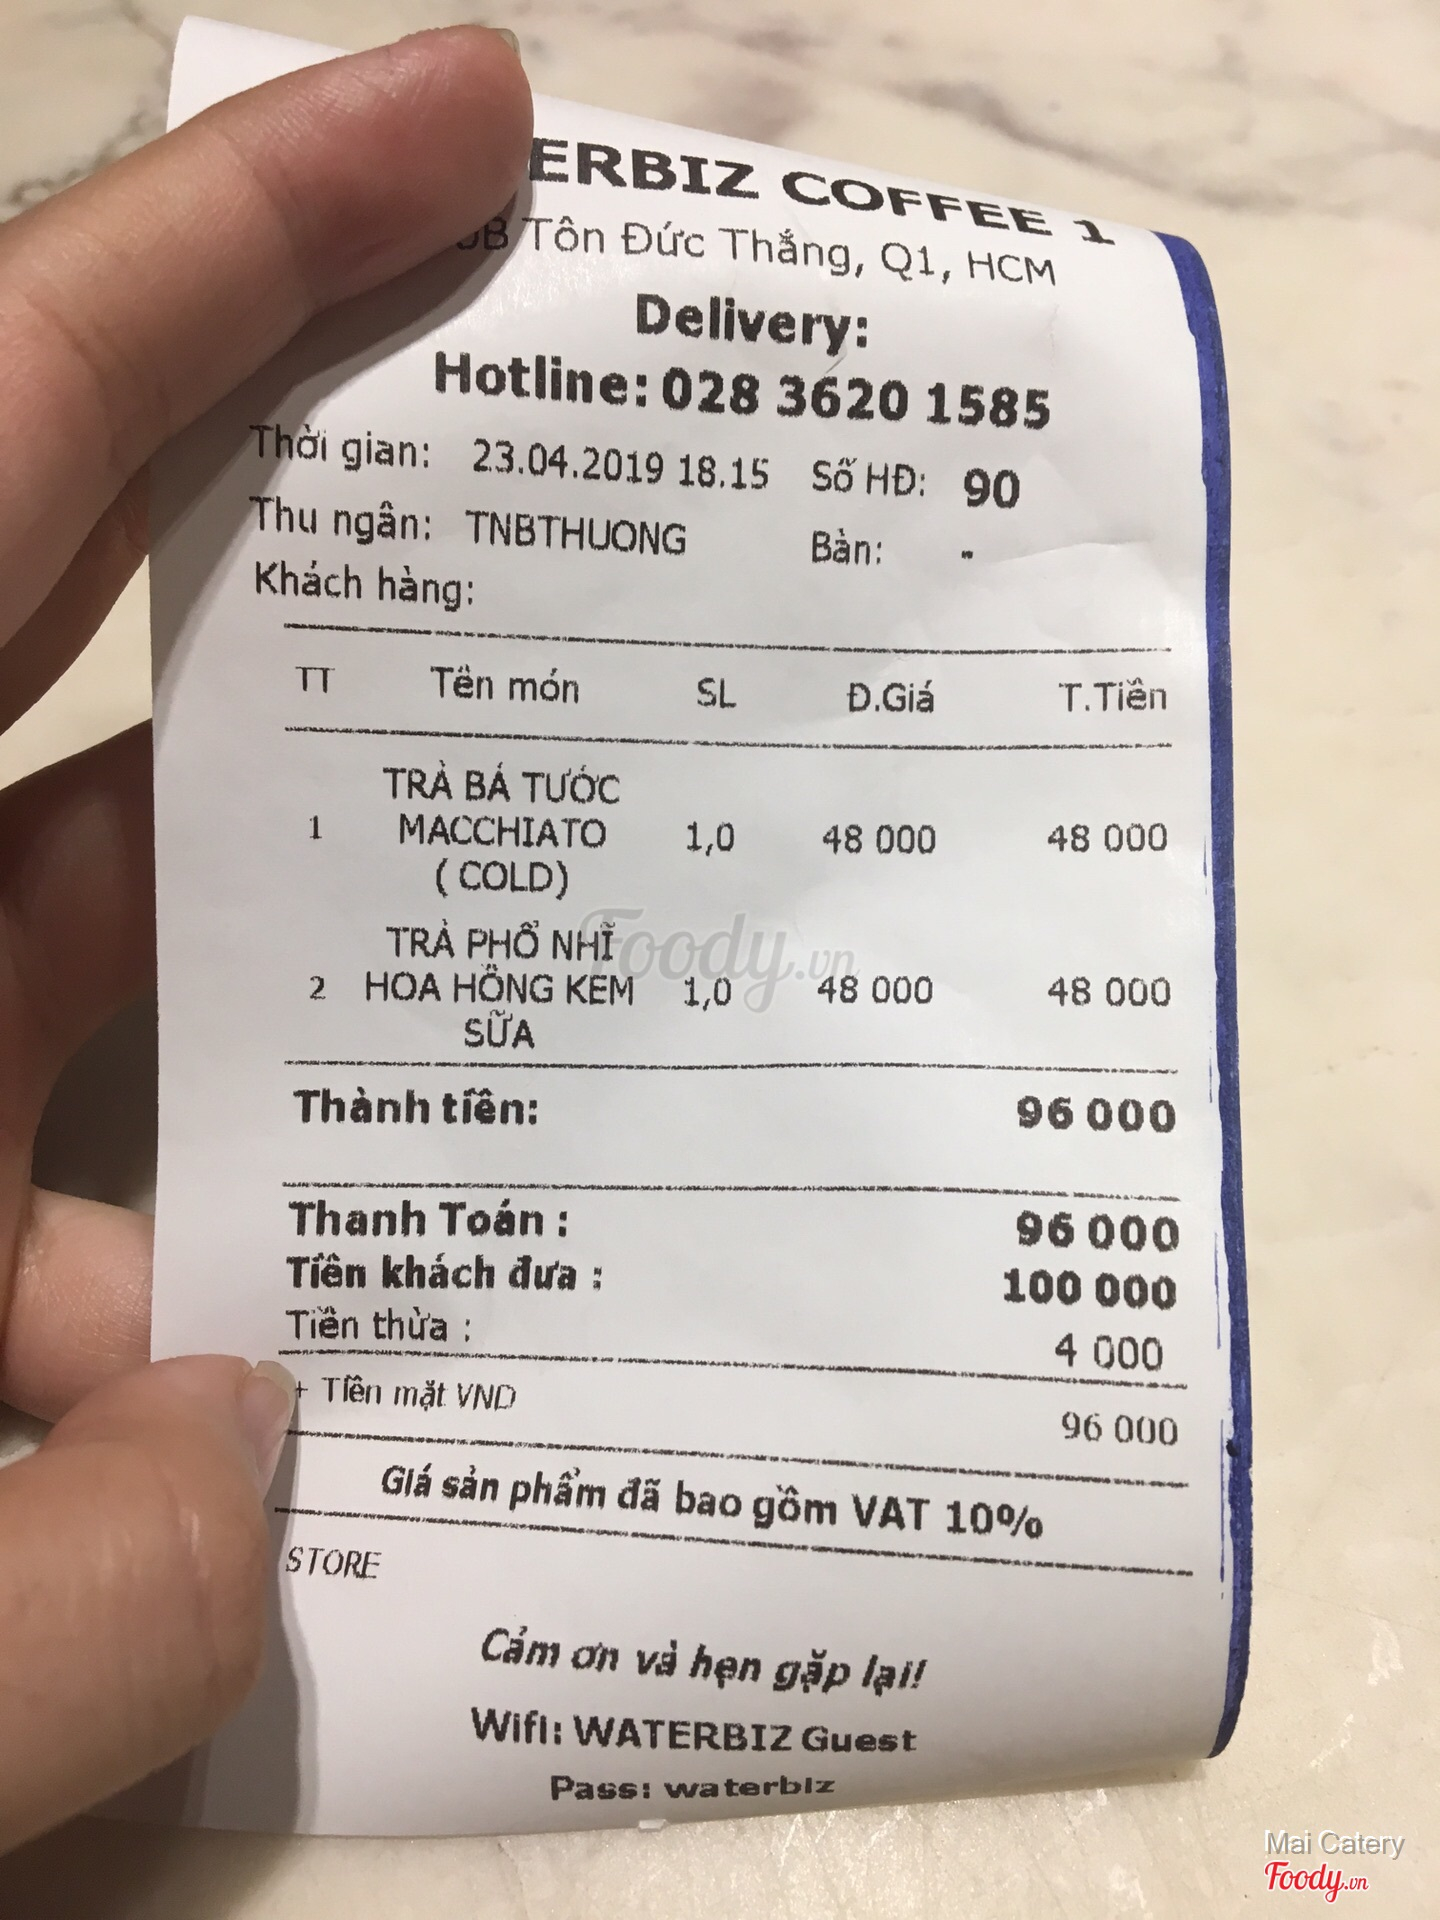 ERBIZ COFFEE 1
B Tôn Đức Thắng, Q1, HCM
Delivery:
Hotline: 028 3620 1585
Thời gian: 23.04.2019 18.15 Số HĐ: 90
Thu ngân: TNBTHUONG Bàn: -
Khách hàng:
TT Tên món SL Đ.Giá T.Tiền
TRÀ BÁ TƯỚC
1 MACCHIATO 1,0 48 000 48 000
( COLD)
TRÀ PHỔ NHĨ
2 HOA HỒNG KEM 1,0 48 000 48 000
SỮA
Thành tiền: 96 000
Thanh Toán : 96 000
Tiền khách đưa : 100 000
Tiền thừa : 4 000
+ Tiền mặt VND 96 000
Giá sản phẩm đã bao gồm VAT 10%
STORE
Cảm ơn và hẹn gặp lại!
Wifi: WATERBIZ Guest
Pass: waterbiz
Foody.vn
Mai Catery
Foody.vn